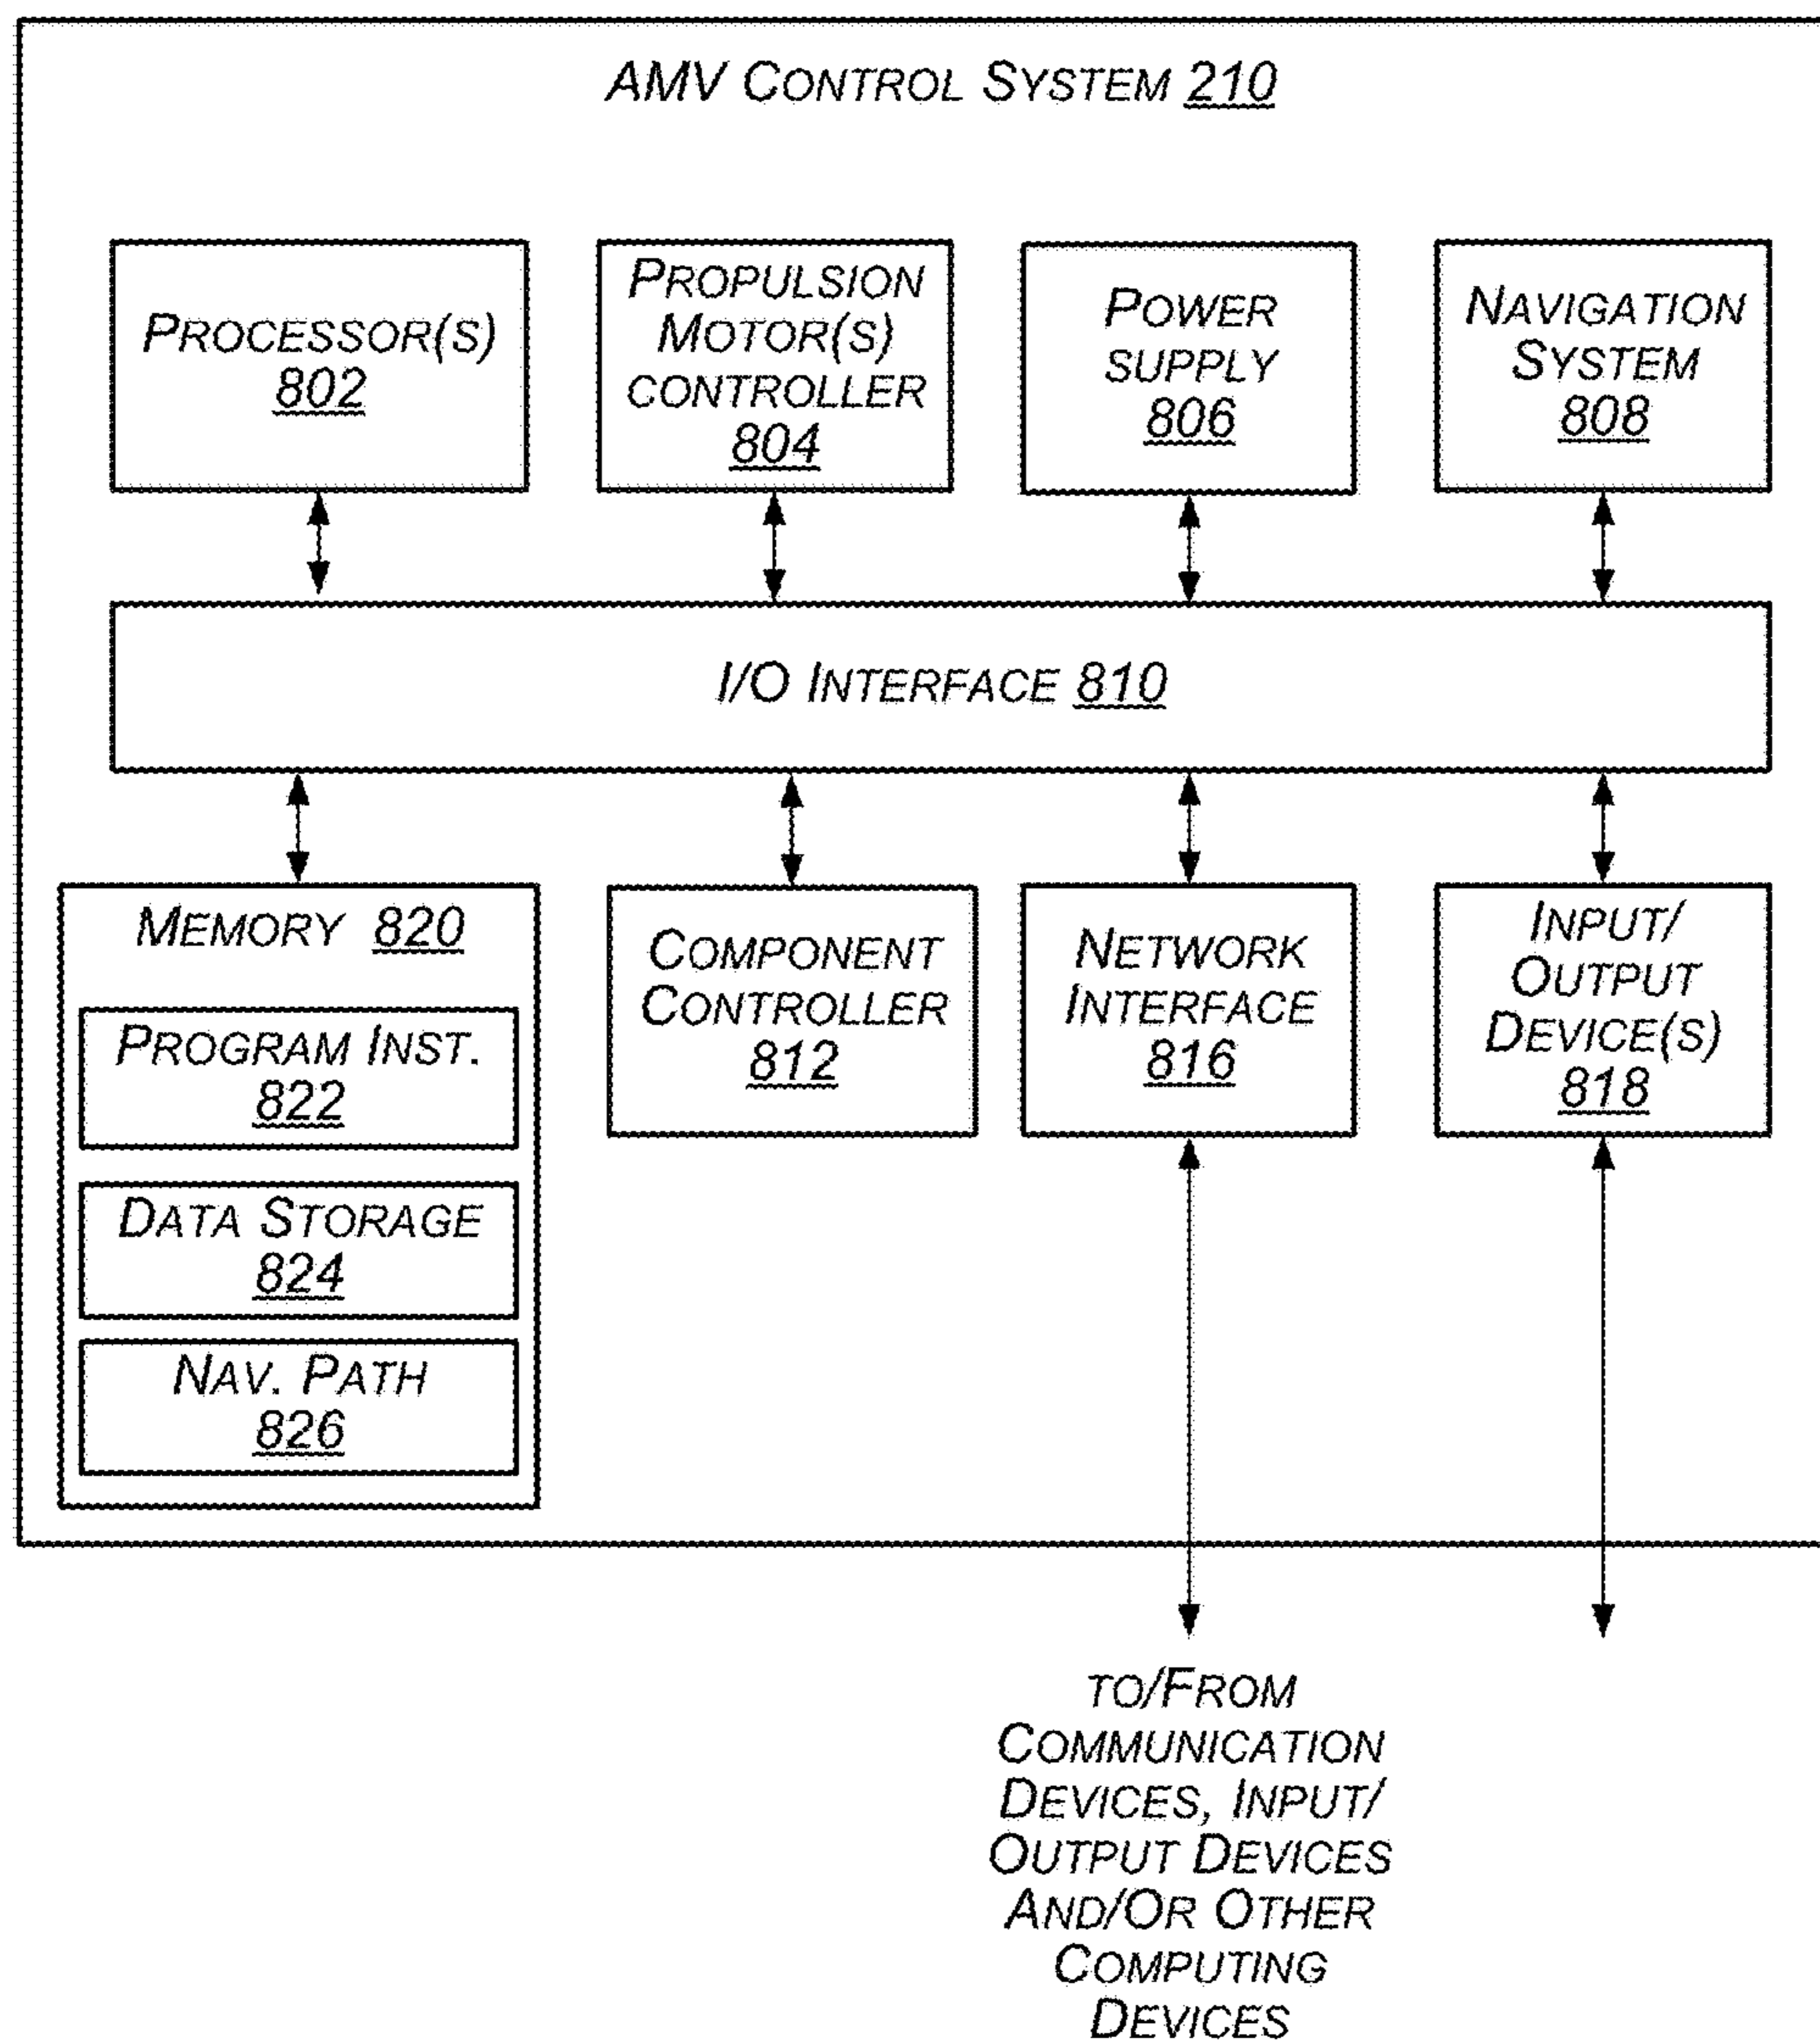 AMV CONTROL SYSTEM 210
PROCESSOR(S)
802
PROPULSION
MOTOR(S)
CONTROLLER
804
POWER
SUPPLY
806
NAVIGATION
SYSTEM
808
I/O INTERFACE 810
MEMORY 820
PROGRAM INST.
822
DATA STORAGE
824
NAV. PATH
826
COMPONENT
CONTROLLER
812
NETWORK
INTERFACE
816
INPUT/
OUTPUT
DEVICE(S)
818
TO/FROM
COMMUNICATION
DEVICES, INPUT/
OUTPUT DEVICES
AND/OR OTHER
COMPUTING
DEVICES